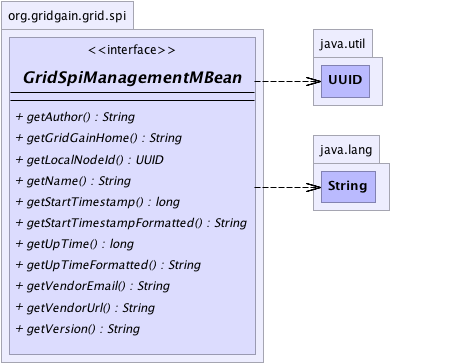 org.gridgain.grid.spi
<<interface>>
GridSpiManagementMBean
+ getAuthor() : String
+ getGridGainHome() : String
+ getLocalNodeId() : UUID
+ getName() : String
+ getStartTimestamp() : long
+ getStartTimestampFormatted() : String
+ getUpTime() : long
+ getUpTimeFormatted() : String
+ getVendorEmail() : String
+ getVendorUrl() : String
+ getVersion() : String
java.util
UUID
java.lang
String